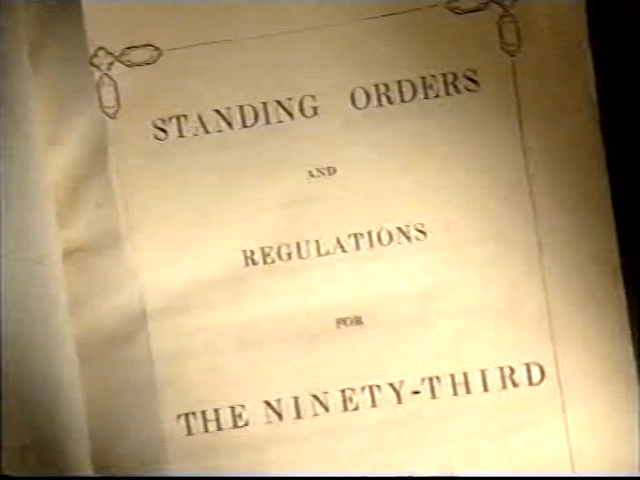 STANDING ORDERS
AND
REGULATIONS
FOR
THE NINETY-THIRD